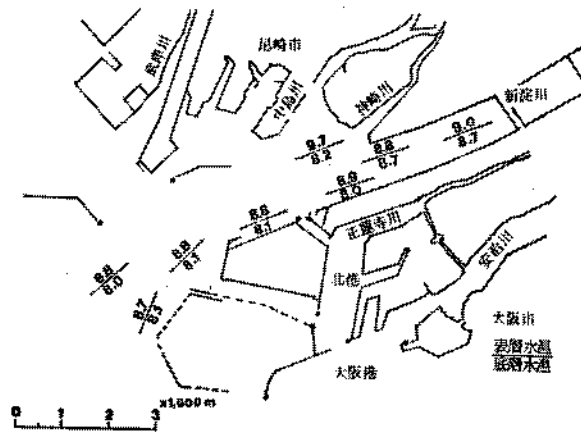 尼崎市
武庫川
中島川
神崎川
新淀川
9.7
8.2
8.8
8.7
9.0
8.7
8.9
8.0
8.8
8.1
正蓮寺川
8.8
8.1
安治川
北港
8.8
8.0
8.7
8.3
大阪市
表層水温
底層水温
大阪港
0 1 2 3
x1,000m